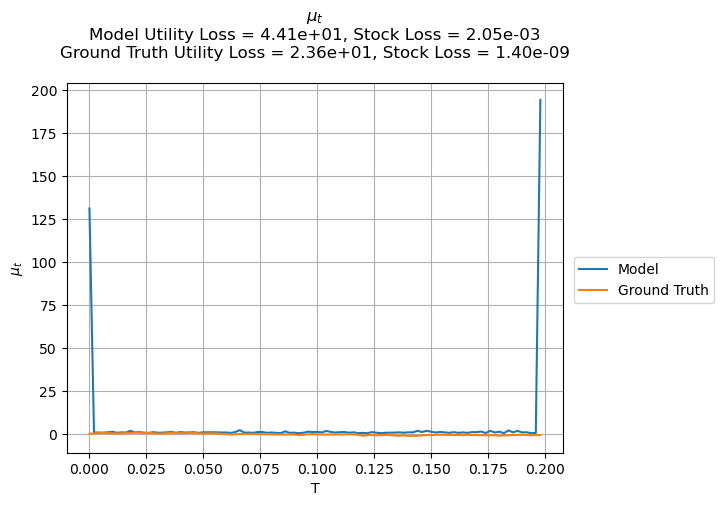 μₜ
Model Utility Loss = 4.41e+01, Stock Loss = 2.05e-03
Ground Truth Utility Loss = 2.36e+01, Stock Loss = 1.40e-09
200
175
150
125
100
75
50
25
0
μₜ
0.000 0.025 0.050 0.075 0.100 0.125 0.150 0.175 0.200
T
Model
Ground Truth